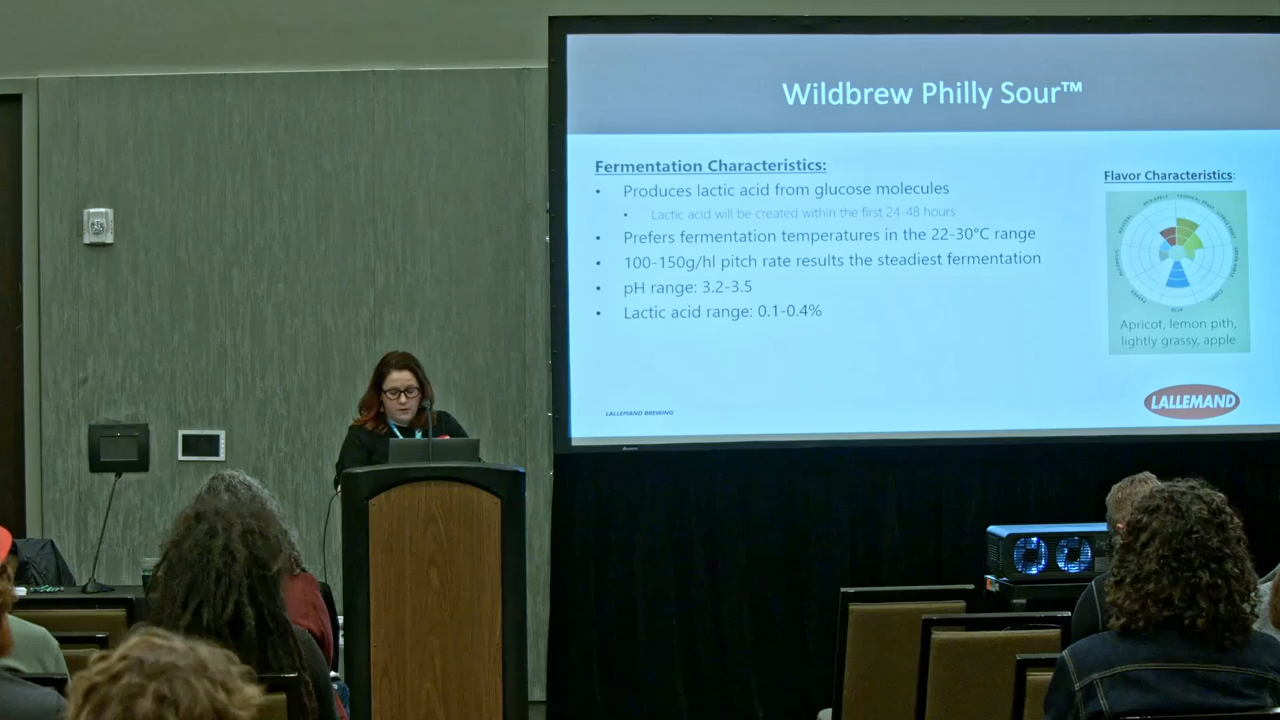 Wildbrew Philly Sour™
Fermentation Characteristics:
• Produces lactic acid from glucose molecules
• Lactic acid will be created within the first 24-48 hours
• Prefers fermentation temperatures in the 22-30°C range
• 100-150g/hl pitch rate results the steadiest fermentation
• pH range: 3.2-3.5
• Lactic acid range: 0.1-0.4%
Flavor Characteristics:
Apricot, lemon pith,
lightly grassy, apple
LALLEMAND BREWING
LALLEMAND